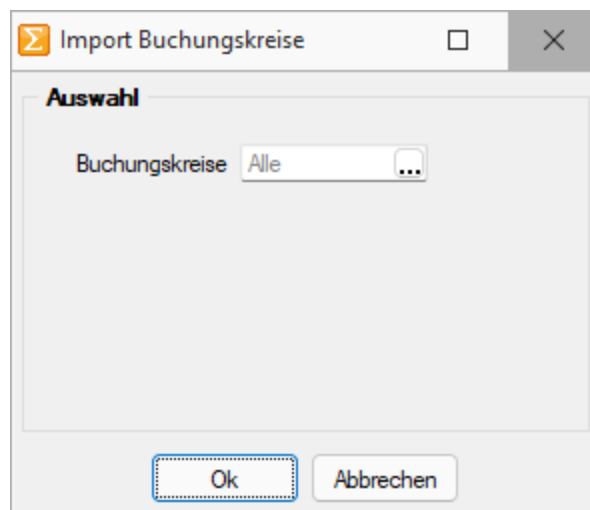 Import Buchungskreise
Auswahl
Buchungskreise Alle ...
Ok Abbrechen